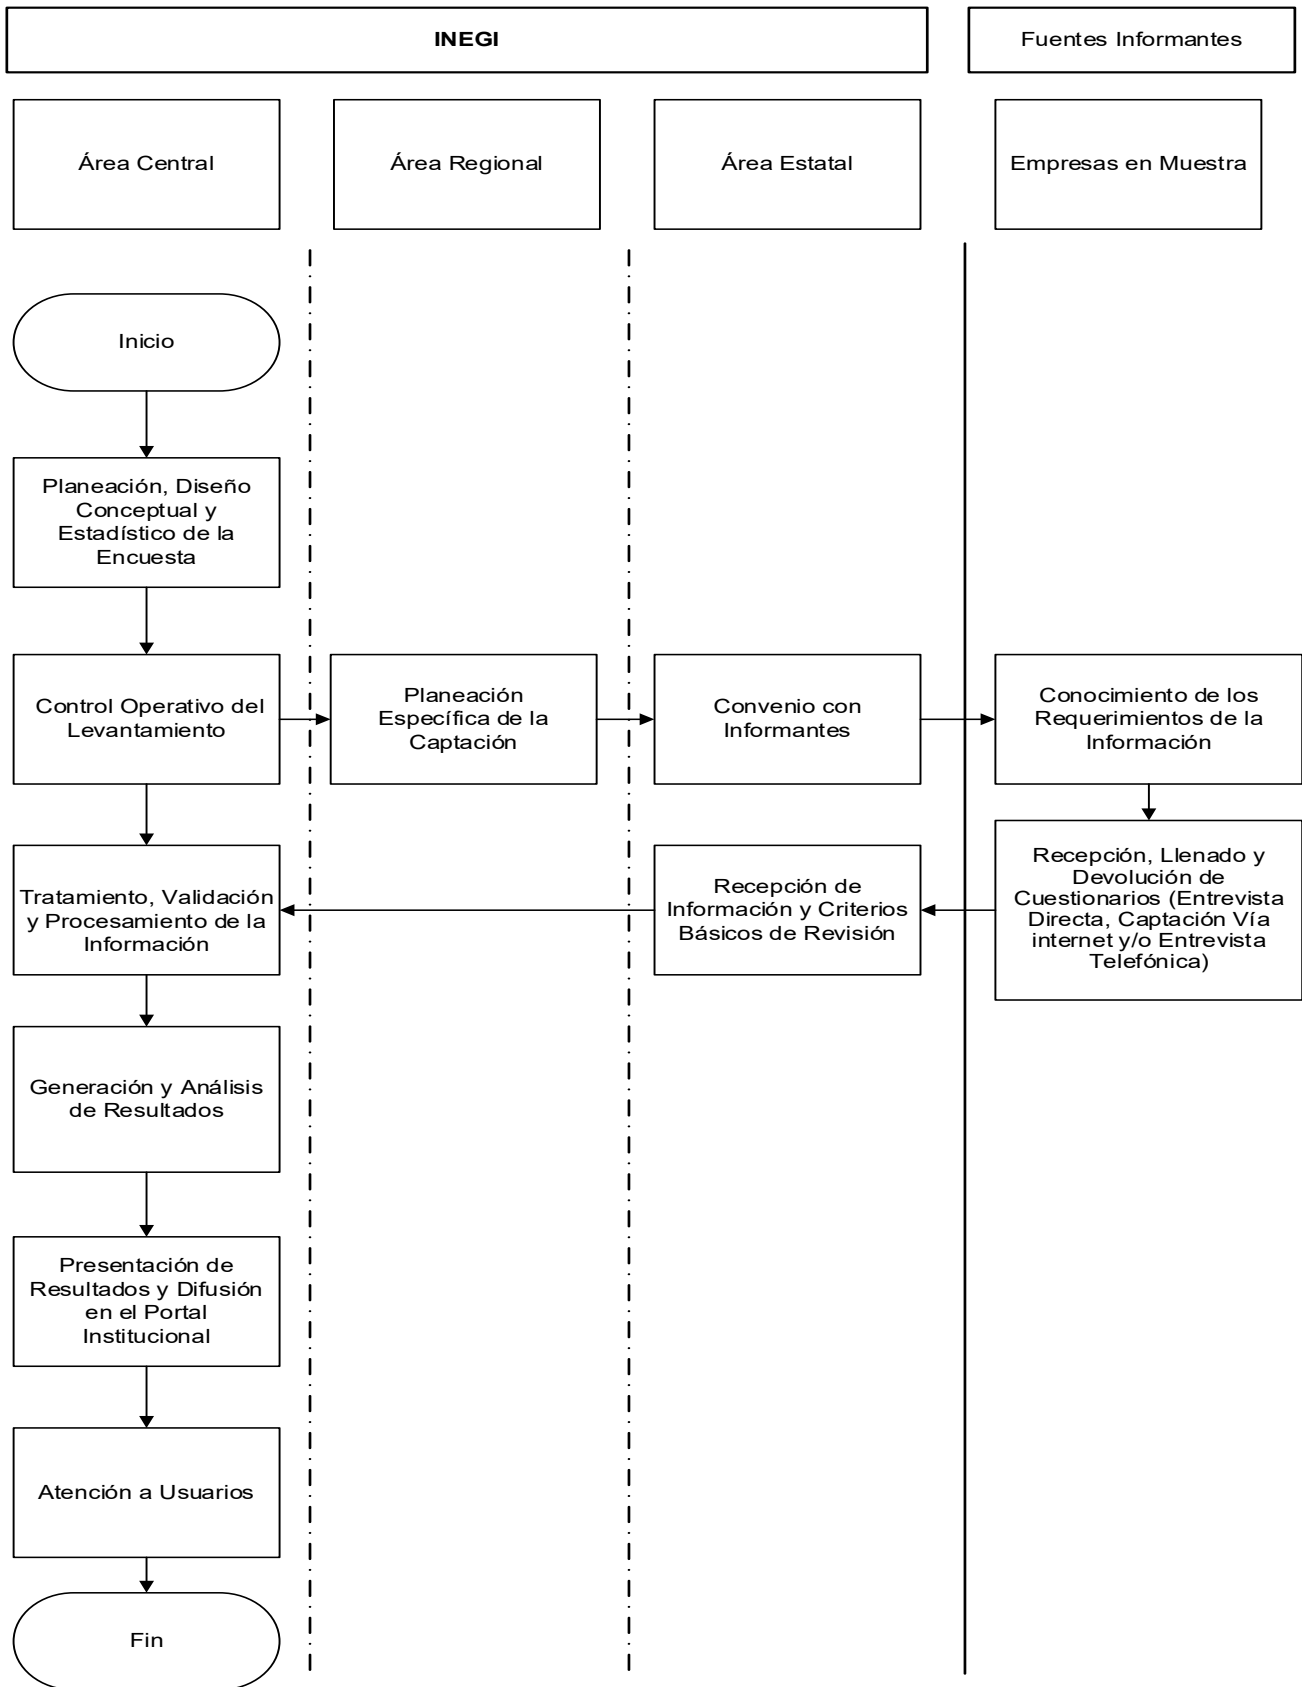 INEGI
Fuentes Informantes
Área Central
Área Regional
Área Estatal
Empresas en Muestra
Inicio
Planeación, Diseño
Conceptual y
Estadístico de la
Encuesta
Control Operativo del
Levantamiento
Planeación
Específica de la
Captación
Convenio con
Informantes
Conocimiento de los
Requerimientos de la
Información
Tratamiento, Validación
y Procesamiento de la
Información
Recepción de
Información y Criterios
Básicos de Revisión
Recepción, Llenado y
Devolución de
Cuestionarios (Entrevista
Directa, Captación Vía
internet y/o Entrevista
Telefónica)
Generación y Análisis
de Resultados
Presentación de
Resultados y Difusión
en el Portal
Institucional
Atención a Usuarios
Fin